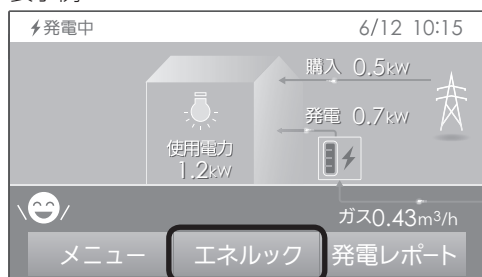 ⚡発電中 6/12 10:15
購入 0.5kW
発電 0.7kW
使用電力
1.2kW
ガス0.43m³/h
メニュー エネルック 発電レポート